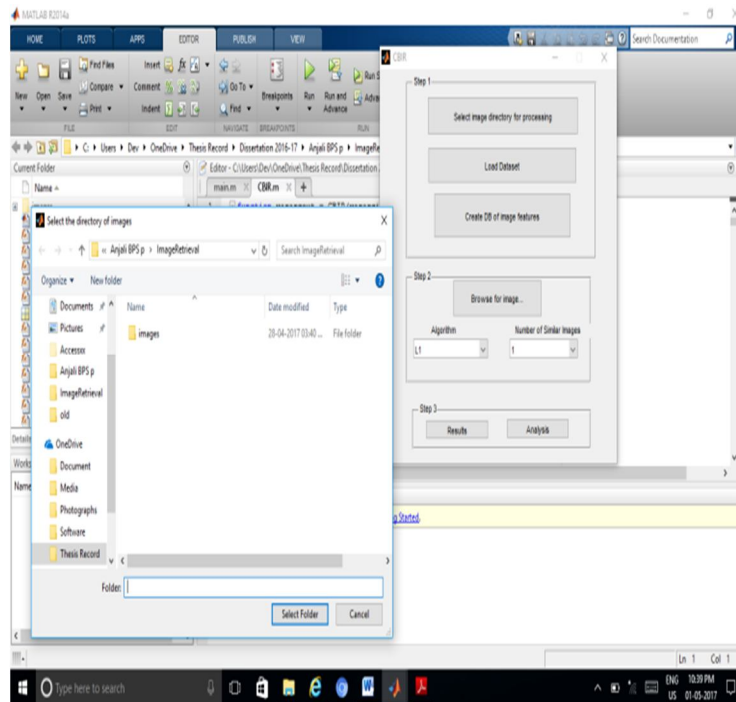 MATLAB R2014a
HOME PLOTS APPS EDITOR PUBLISH VIEW
Search Documentation
Find Files Insert fx
New Open Save Compare Comment Go To Breakpoints Run Run and Advance Run S
Print Indent Find Adva
FILE EDIT NAVIGATE BREAKPOINTS RUN
C: Users Dev OneDrive Thesis Record Dissertation 2016-17 Anjali BPS p ImageRe
Current Folder
Name
Editor - C:\Users\Dev\OneDrive\Thesis Record\Dissertation
main.m CBIR.m +
CBIR
Step 1
Select image directory for processing
Load Dataset
Create DB of image features
Step 2
Browse for image...
Algorithm Number of Similar Images
L1 1
Step 3
Results Analysis
Select the directory of images
« Anjali BPS p ImageRetrieval
Search ImageRetrieval
Organize New folder
Name Date modified Type
images 28-04-2017 03:40 ... File folder
Documents
Pictures
Anjali BPS p
ImageRetrieval
old
OneDrive
Document
Media
Photographs
Software
Thesis Record
Folder:
Select Folder Cancel
Details
Works
Name
g Started.
Ln 1 Col 1
Type here to search
ENG 10:39 PM
US 01-05-2017